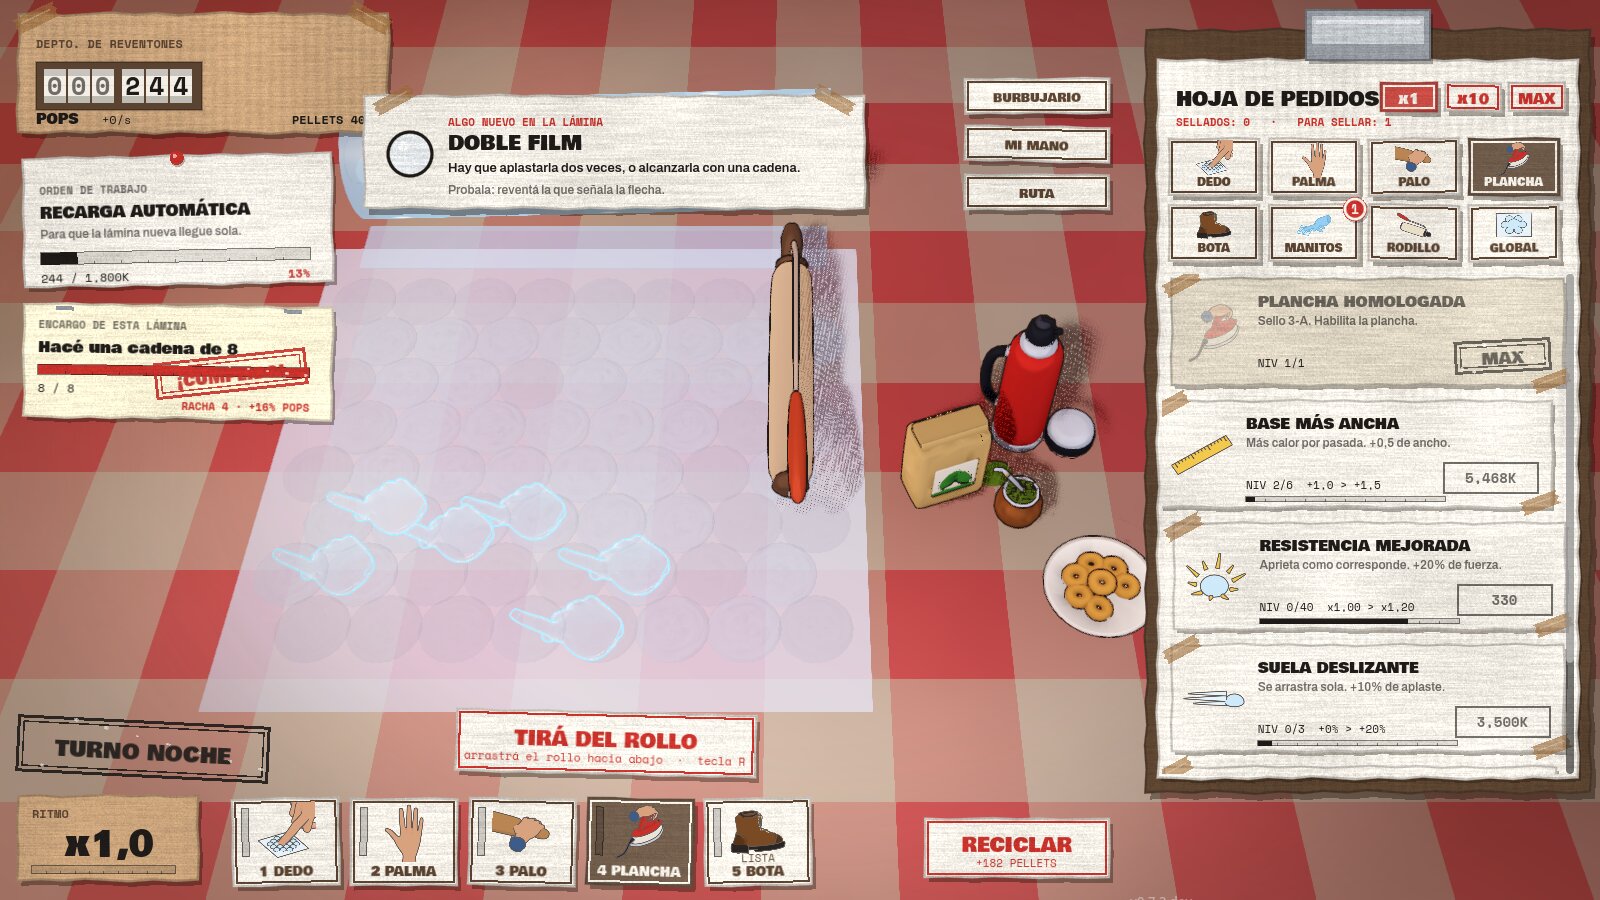 DEPTO. DE REVENTONES
000244
POPS +0/s PELLETS 40
ORDEN DE TRABAJO
RECARGA AUTOMÁTICA
Para que la lámina nueva llegue sola.
244 / 1.800K 13%
ENCARGO DE ESTA LÁMINA
Hacé una cadena de 8
8 / 8
RACHA 4 · +16% POPS
ALGO NUEVO EN LA LÁMINA
DOBLE FILM
Hay que aplastarla dos veces, o alcanzarla con una cadena.
Probala: reventá la que señala la flecha.
BURBUJARIO
MI MANO
RUTA
HOJA DE PEDIDOS x1 x10 MAX
SELLADOS: 0 · PARA SELLAR: 1
DEDO PALMA PALO PLANCHA
1
BOTA MANITOS RODILLO GLOBAL
PLANCHA HOMOLOGADA
Sello 3-A. Habilita la plancha.
NIV 1/1 MAX
BASE MÁS ANCHA
Más calor por pasada. +0,5 de ancho.
NIV 2/6 +1.0 > +1.5 5,468K
RESISTENCIA MEJORADA
Aprieta como corresponde. +20% de fuerza.
NIV 0/40 x1.00 > x1.20 330
SUELA DESLIZANTE
Se arrastra sola. +10% de aplaste.
NIV 0/3 +0% > +20% 3,500K
TURNO NOCHE
TIRÁ DEL ROLLO
arrastrá el rollo hacia abajo · tecla R
RITMO
x1,0
1 DEDO
2 PALMA
3 PALO
4 PLANCHA
LISTA
5 BOTA
RECICLAR
+182 PELLETS